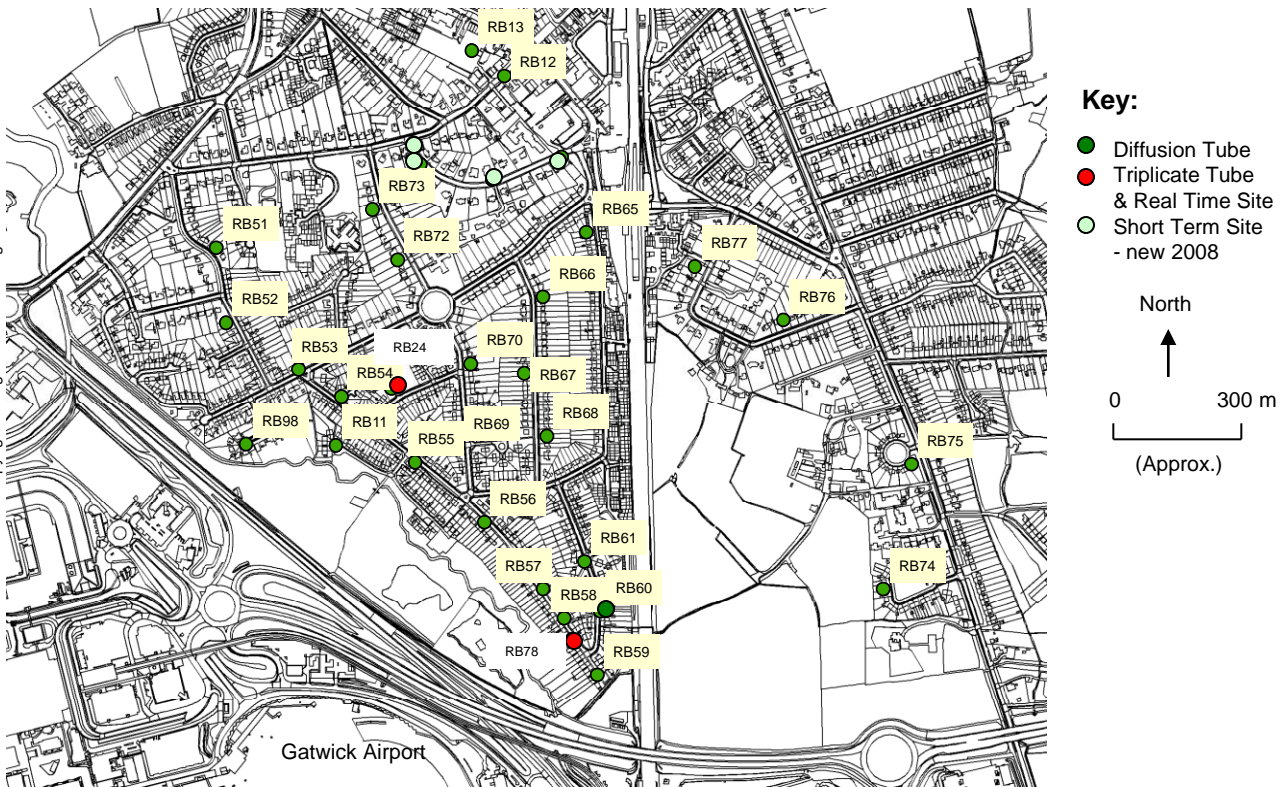 RB13
RB12
RB73
RB51
RB72
RB65
RB77
RB66
RB76
RB52
RB53
RB24
RB70
RB54
RB67
RB98
RB11
RB55
RB69
RB68
RB75
RB56
RB61
RB57
RB58
RB60
RB74
RB78
RB59
Gatwick Airport
Key:
Diffusion Tube
Triplicate Tube
& Real Time Site
Short Term Site
- new 2008
North
0 300 m
(Approx.)